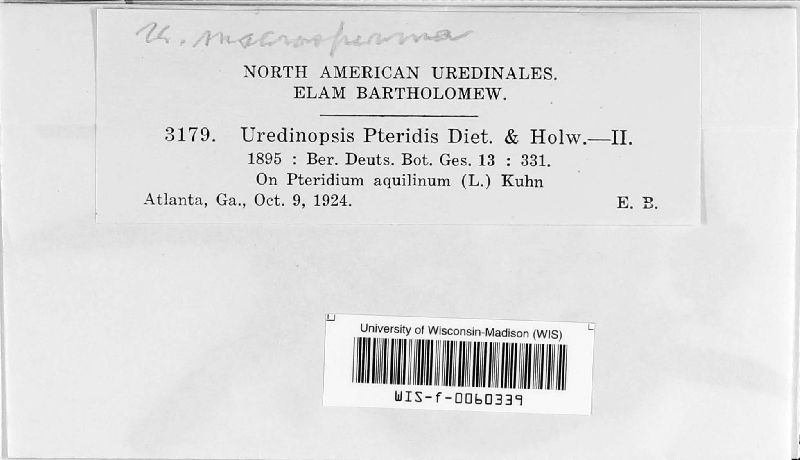 U. macrosperma
NORTH AMERICAN UREDINALES.
ELAM BARTHOLOMEW.
3179. Uredinopsis Pteridis Diet. & Holw.—II.
1895 : Ber. Deuts. Bot. Ges. 13 : 331.
On Pteridium aquilinum (L.) Kuhn
Atlanta, Ga., Oct. 9, 1924. E. B.
University of Wisconsin-Madison (WIS)
WIS-f-0060339